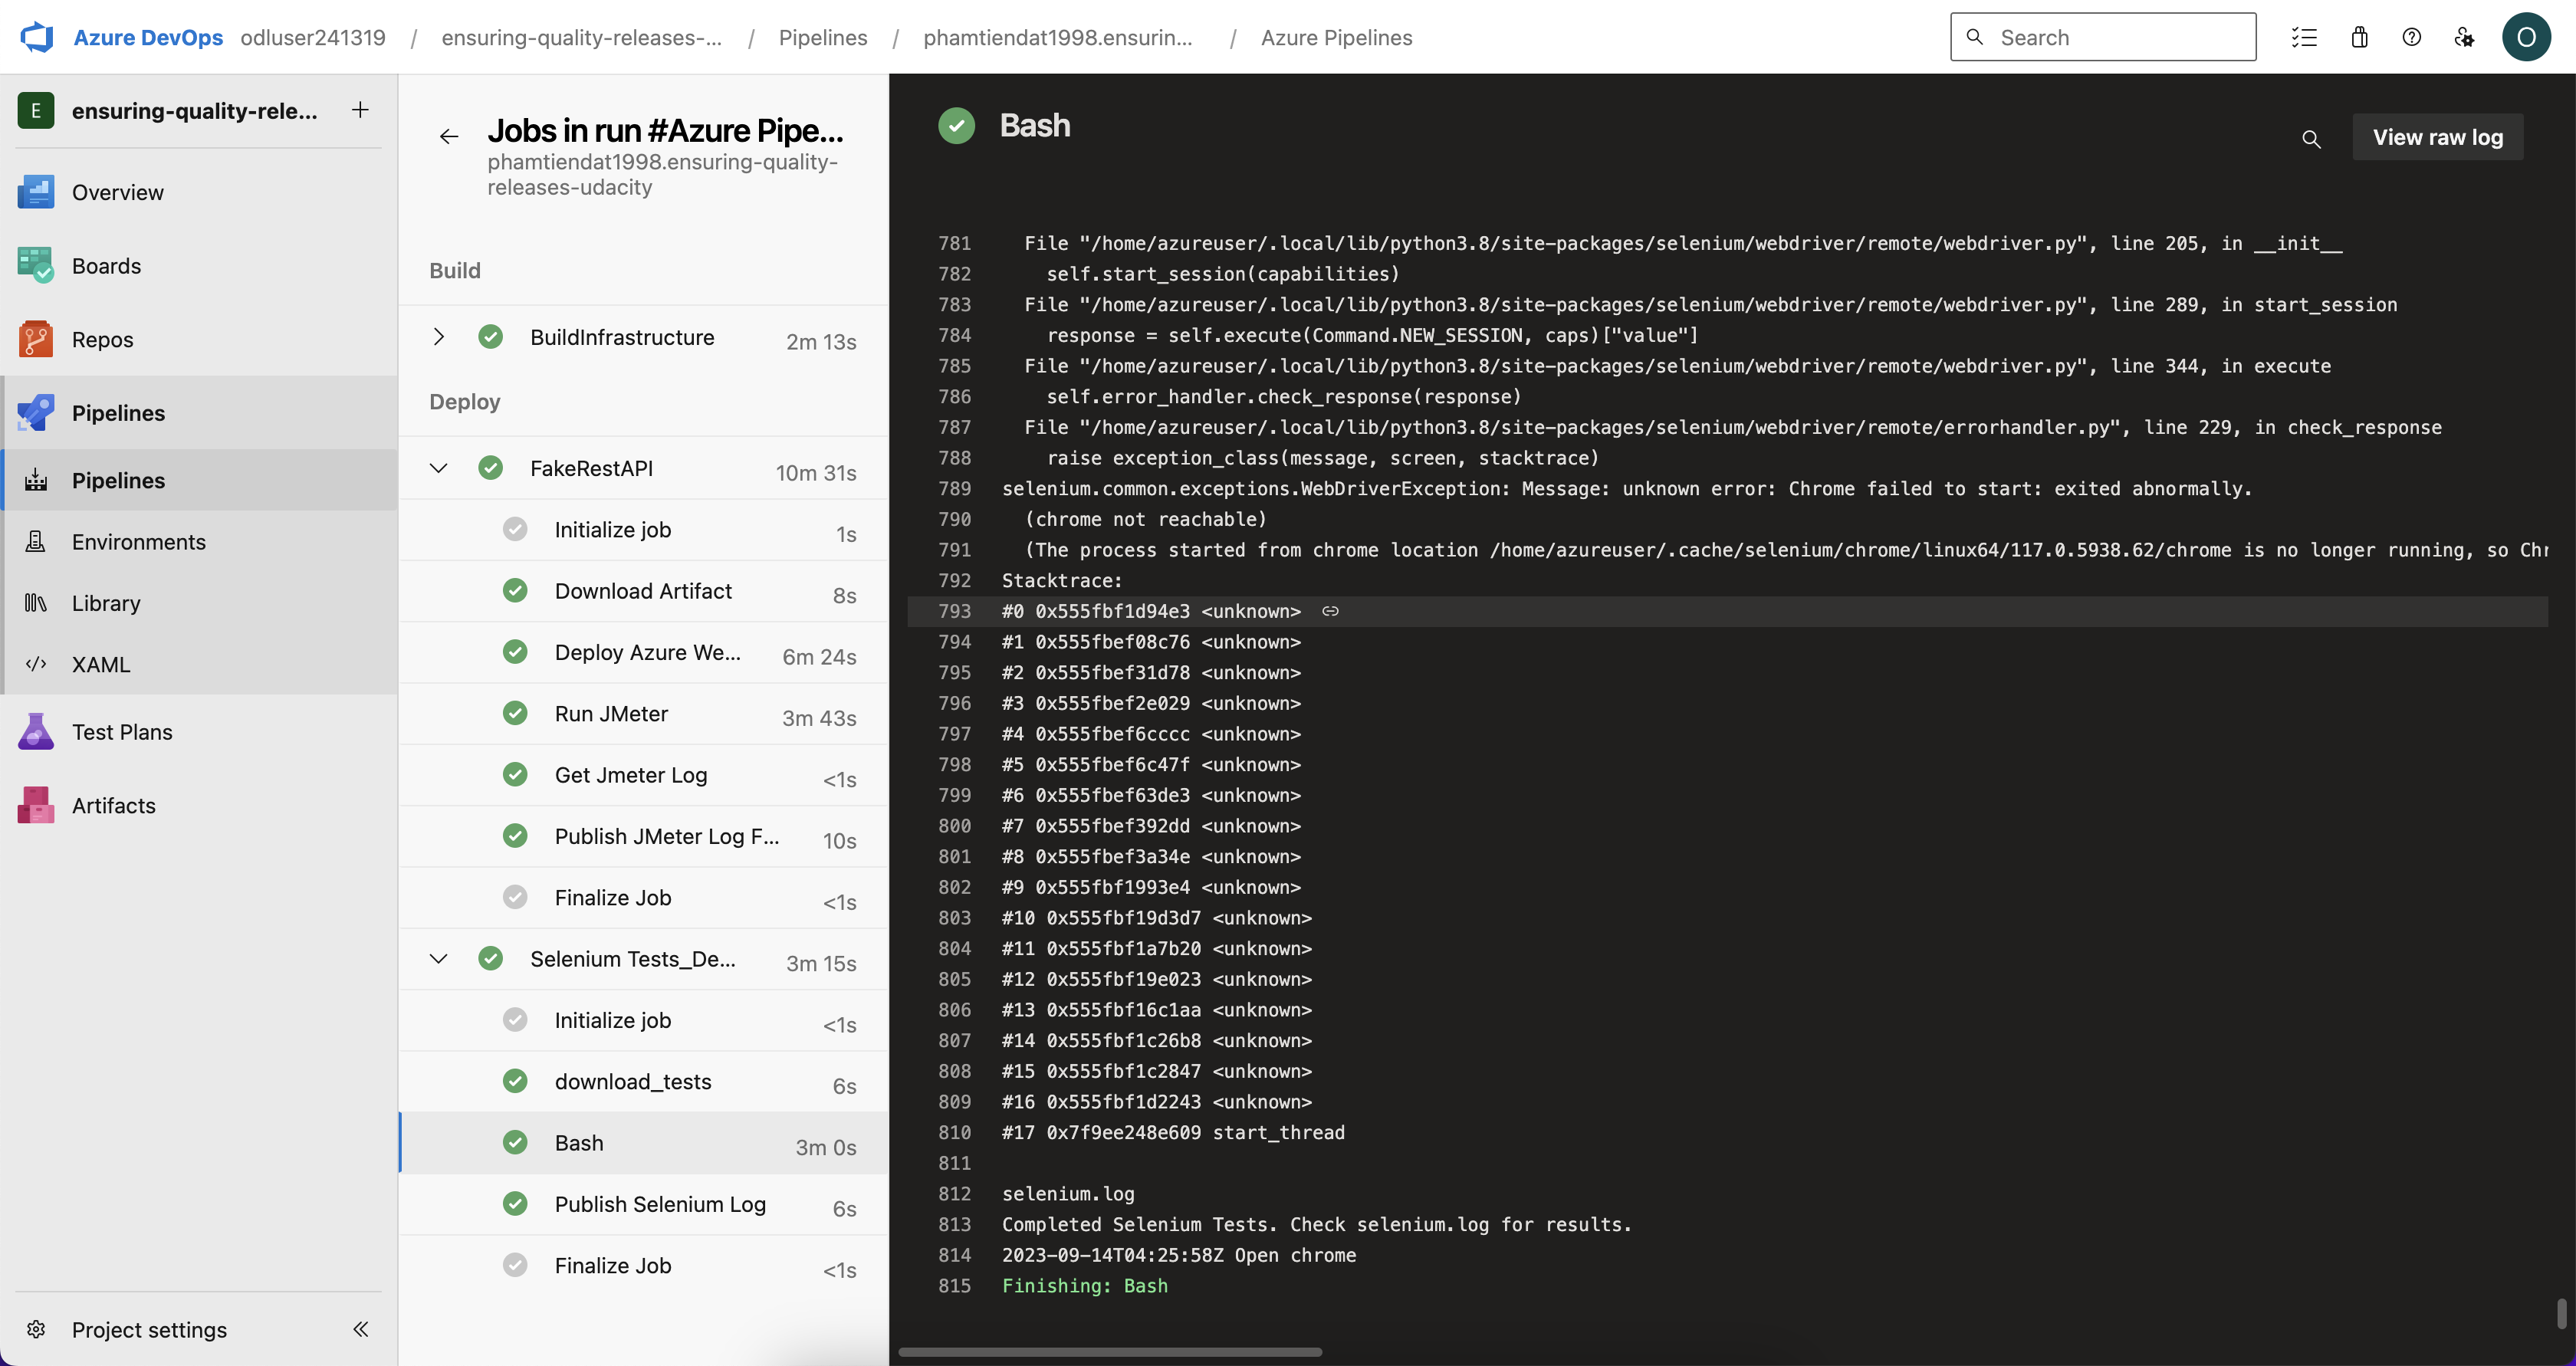 Azure DevOps odluser241319 / ensuring-quality-releases-... / Pipelines / phamtiendat1998.ensurin... / Azure Pipelines
Search
O
E ensuring-quality-rele... +
Overview
Boards
Repos
Pipelines
Pipelines
Environments
Library
XAML
Test Plans
Artifacts
Project settings
Jobs in run #Azure Pipe...
phamtiendat1998.ensuring-quality-
releases-udacity
Build
BuildInfrastructure 2m 13s
Deploy
FakeRestAPI 10m 31s
Initialize job 1s
Download Artifact 8s
Deploy Azure We... 6m 24s
Run JMeter 3m 43s
Get Jmeter Log <1s
Publish JMeter Log F... 10s
Finalize Job <1s
Selenium Tests_De... 3m 15s
Initialize job <1s
download_tests 6s
Bash 3m 0s
Publish Selenium Log 6s
Finalize Job <1s
Bash
View raw log
781 File "/home/azureuser/.local/lib/python3.8/site-packages/selenium/webdriver/remote/webdriver.py", line 205, in __init__
782 self.start_session(capabilities)
783 File "/home/azureuser/.local/lib/python3.8/site-packages/selenium/webdriver/remote/webdriver.py", line 289, in start_session
784 response = self.execute(Command.NEW_SESSION, caps)["value"]
785 File "/home/azureuser/.local/lib/python3.8/site-packages/selenium/webdriver/remote/webdriver.py", line 344, in execute
786 self.error_handler.check_response(response)
787 File "/home/azureuser/.local/lib/python3.8/site-packages/selenium/webdriver/remote/errorhandler.py", line 229, in check_response
788 raise exception_class(message, screen, stacktrace)
789 selenium.common.exceptions.WebDriverException: Message: unknown error: Chrome failed to start: exited abnormally.
790 (chrome not reachable)
791 (The process started from chrome location /home/azureuser/.cache/selenium/chrome/linux64/117.0.5938.62/chrome is no longer running, so Chr
792 Stacktrace:
793 #0 0x555fbf1d94e3 <unknown>
794 #1 0x555fbef08c76 <unknown>
795 #2 0x555fbef31d78 <unknown>
796 #3 0x555fbef2e029 <unknown>
797 #4 0x555fbef6cccc <unknown>
798 #5 0x555fbef6c47f <unknown>
799 #6 0x555fbef63de3 <unknown>
800 #7 0x555fbef392dd <unknown>
801 #8 0x555fbef3a34e <unknown>
802 #9 0x555fbf1993e4 <unknown>
803 #10 0x555fbf19d3d7 <unknown>
804 #11 0x555fbf1a7b20 <unknown>
805 #12 0x555fbf19e023 <unknown>
806 #13 0x555fbf16c1aa <unknown>
807 #14 0x555fbf1c26b8 <unknown>
808 #15 0x555fbf1c2847 <unknown>
809 #16 0x555fbf1d2243 <unknown>
810 #17 0x7f9ee248e609 start_thread
811
812 selenium.log
813 Completed Selenium Tests. Check selenium.log for results.
814 2023-09-14T04:25:58Z Open chrome
815 Finishing: Bash